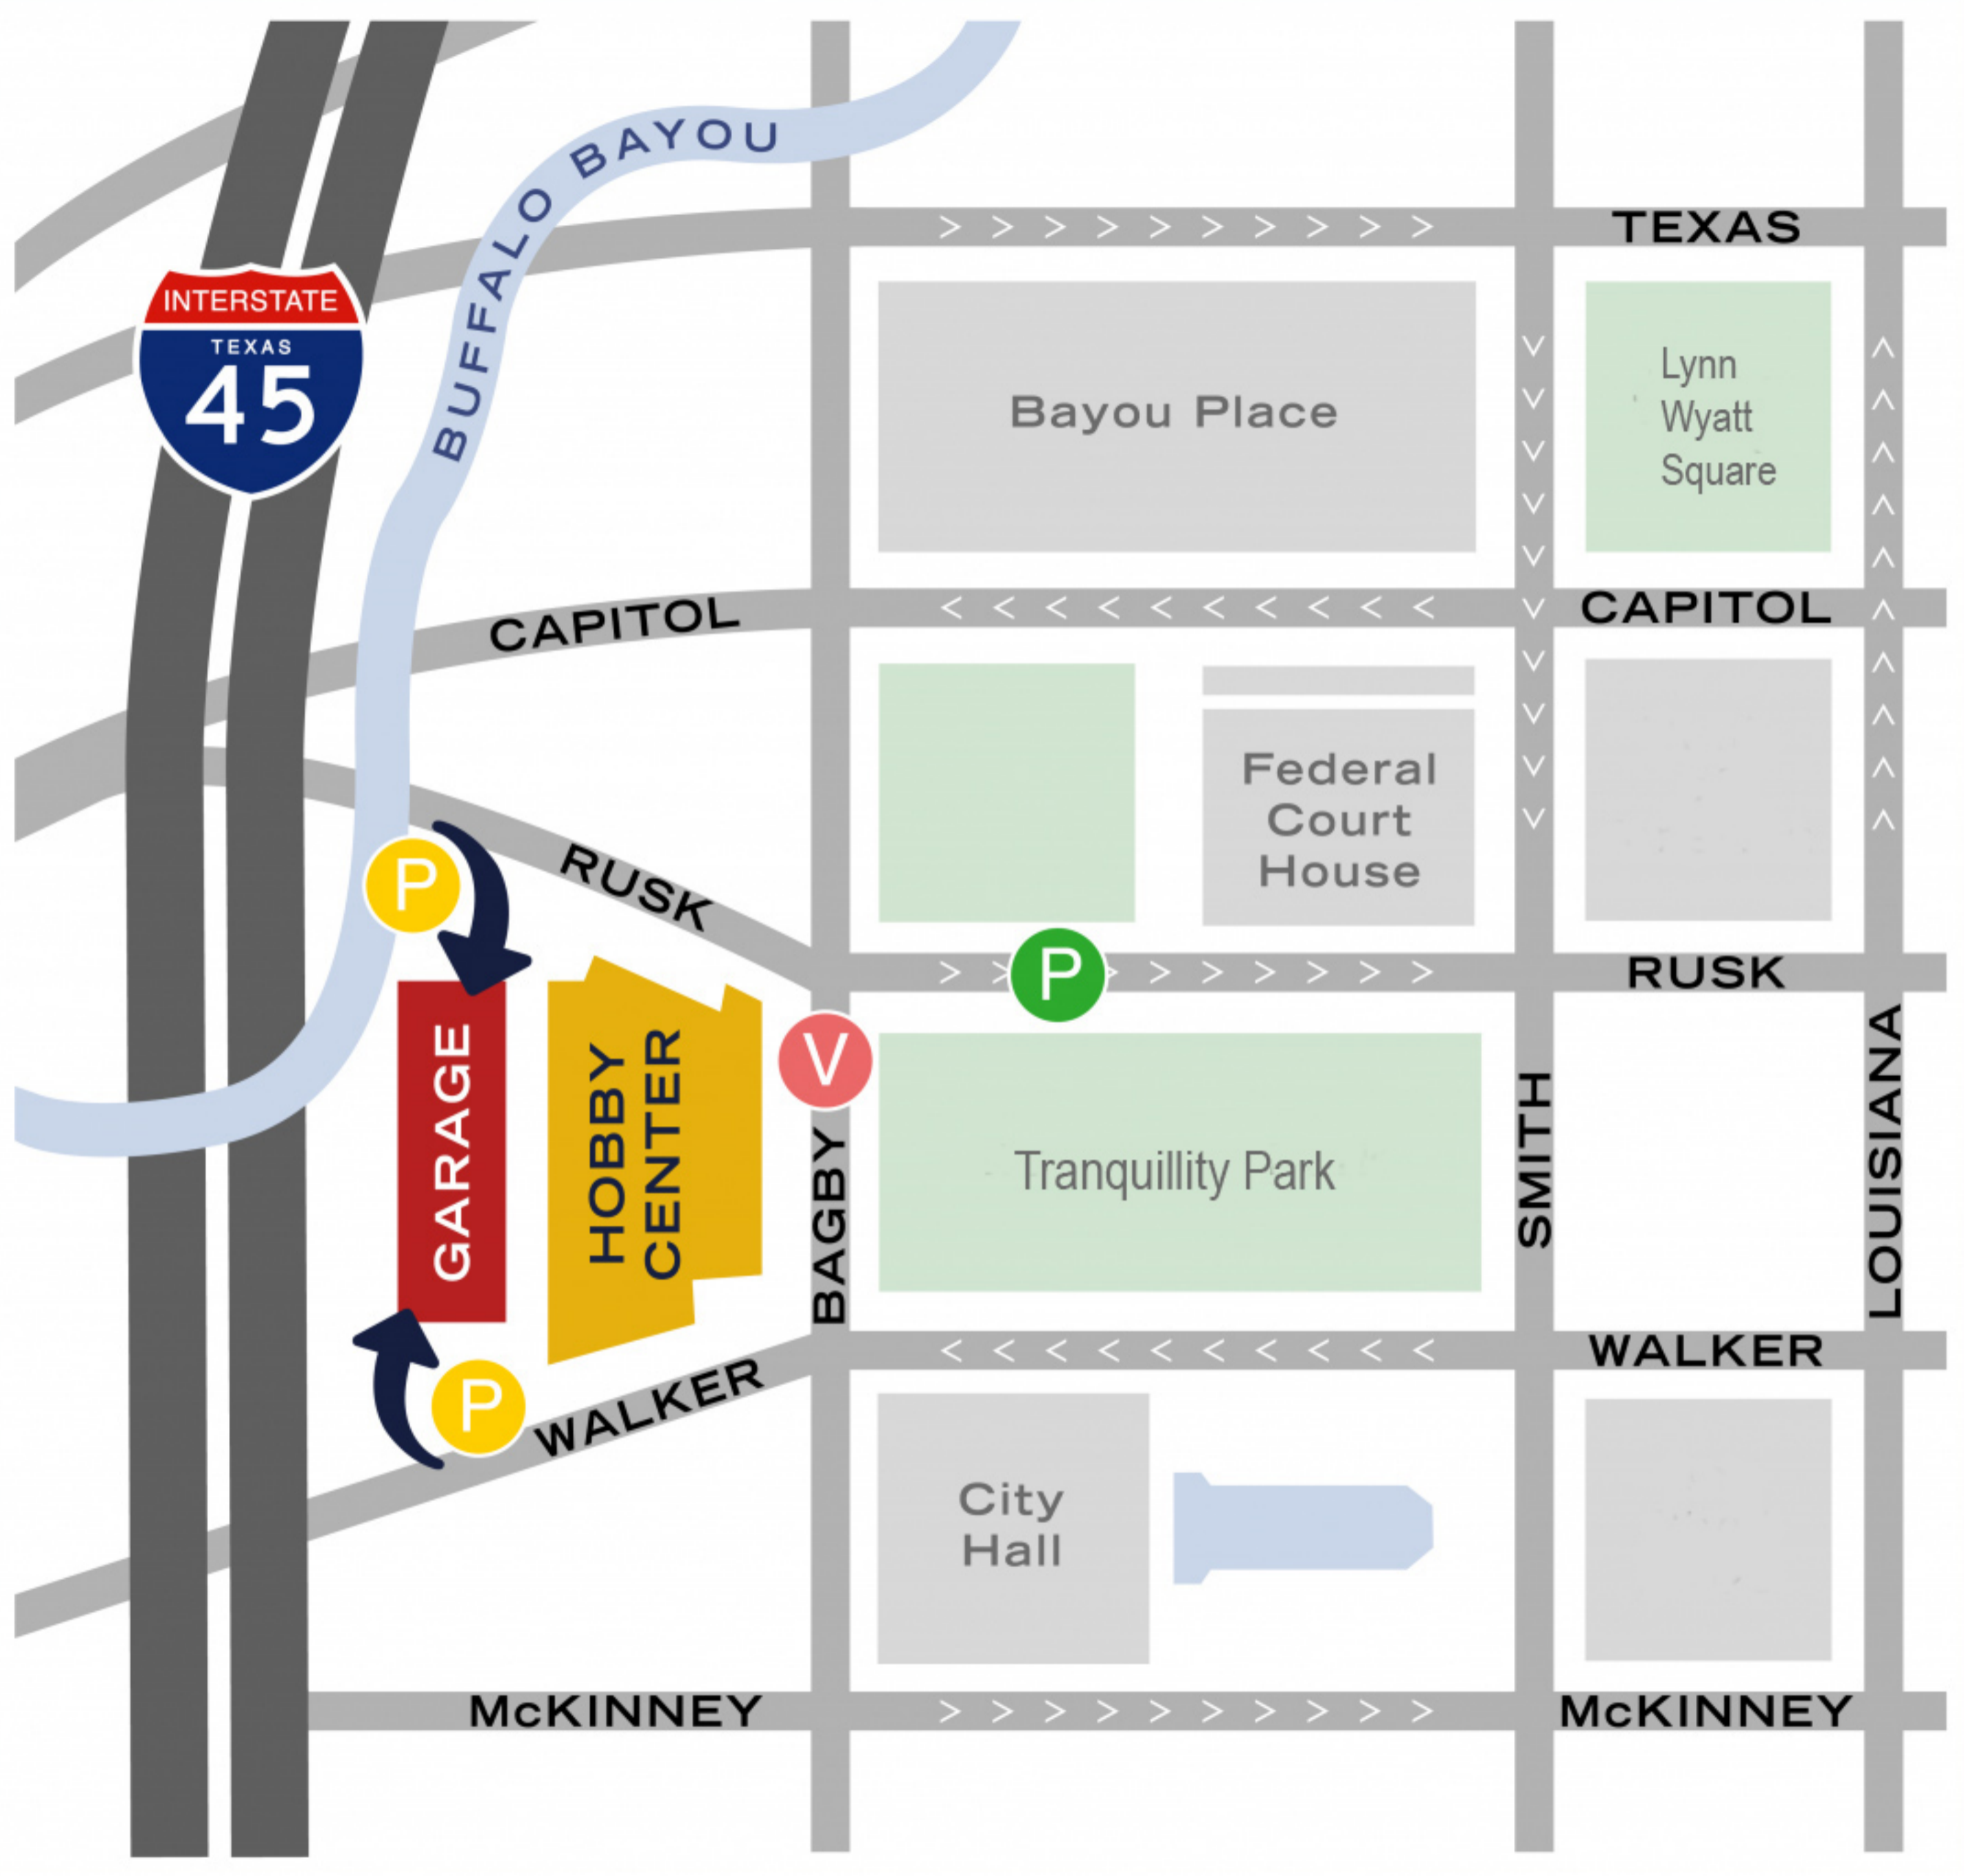 BUFFALO BAYOU
TEXAS
INTERSTATE
TEXAS
45
Lynn
Wyatt
Square
Bayou Place
CAPITOL
CAPITOL
Federal
Court
House
P
RUSK
P
RUSK
GARAGE
HOBBY
CENTER
V
BAGBY
Tranquillity Park
SMITH
LOUISIANA
WALKER
P
WALKER
City
Hall
McKINNEY
McKINNEY